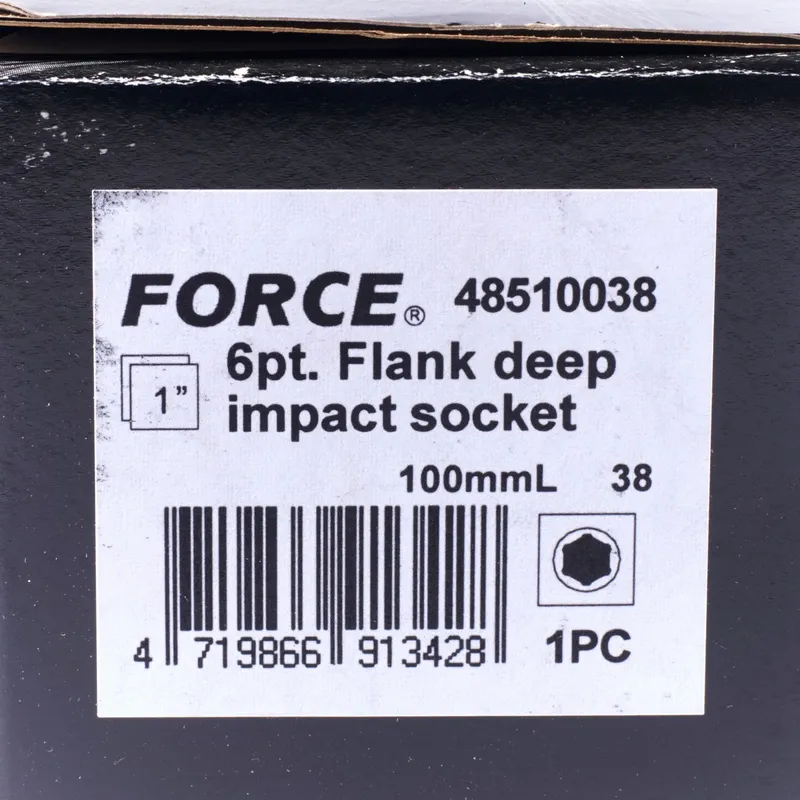 FORCE® 48510038
1”
6pt. Flank deep
impact socket
100mmL 38
4 719866 913428
1PC